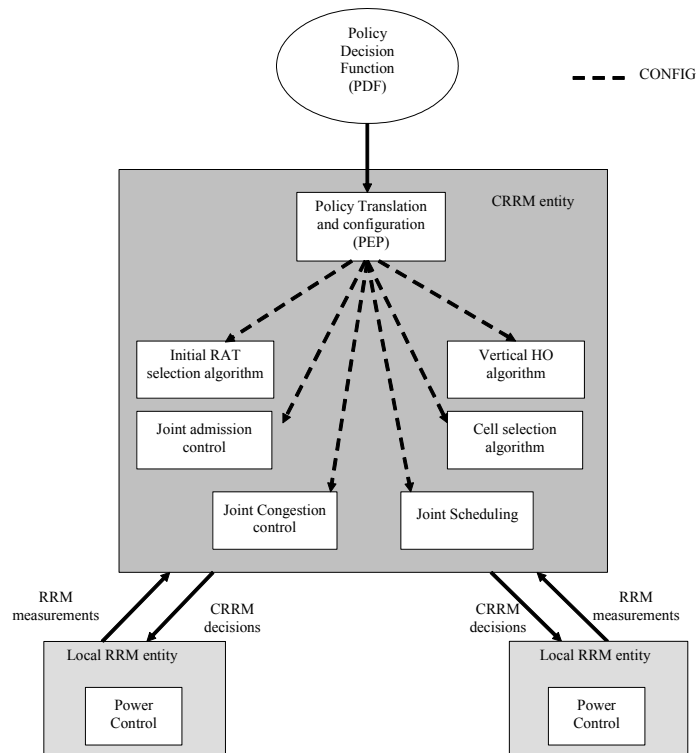 Policy
Decision
Function
(PDF)
CONFIG
CRRM entity
Policy Translation
and configuration
(PEP)
Initial RAT
selection algorithm
Vertical HO
algorithm
Joint admission
control
Cell selection
algorithm
Joint Congestion
control
Joint Scheduling
RRM
measurements
CRRM
decisions
CRRM
decisions
RRM
measurements
Local RRM entity
Power
Control
Local RRM entity
Power
Control